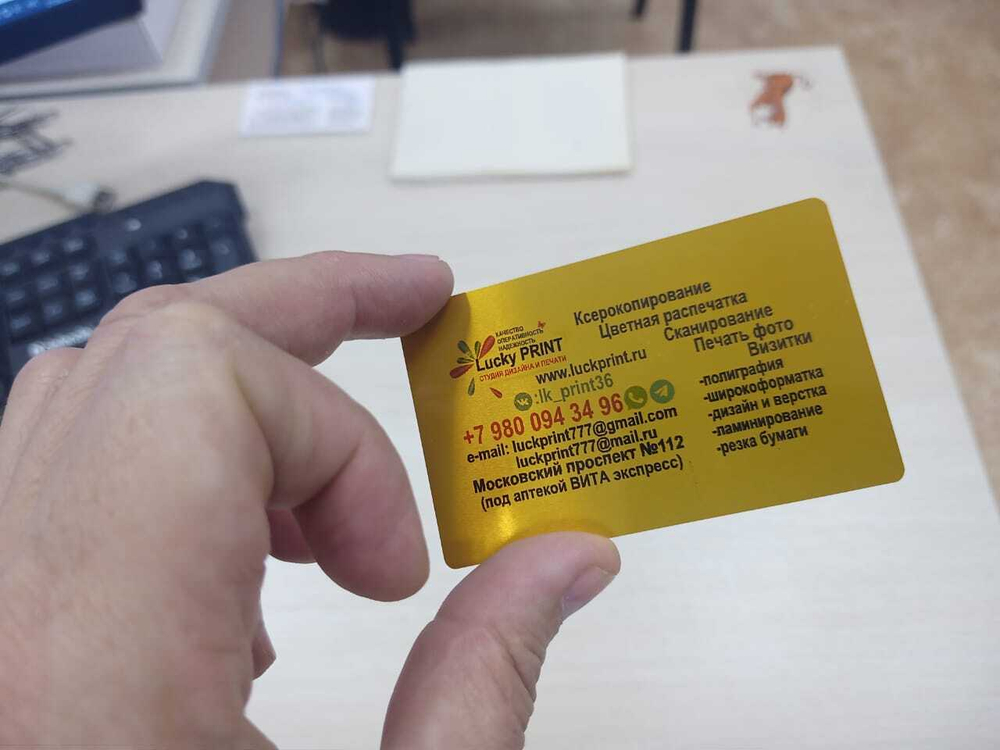 КАЧЕСТВО
ОПЕРАТИВНОСТЬ
НАДЕЖНОСТЬ
Lucky PRINT
СТУДИЯ ДИЗАЙНА И ПЕЧАТИ
www.luckprint.ru
:lk_print36
+7 980 094 34 96
e-mail: luckprint777@gmail.com
luckprint777@mail.ru
Московский проспект №112
(под аптекой ВИТА экспресс)
Ксерокопирование
Цветная распечатка
Сканирование
Печать фото
Визитки
-полиграфия
-широкоформатка
-дизайн и верстка
-ламинирование
-резка бумаги